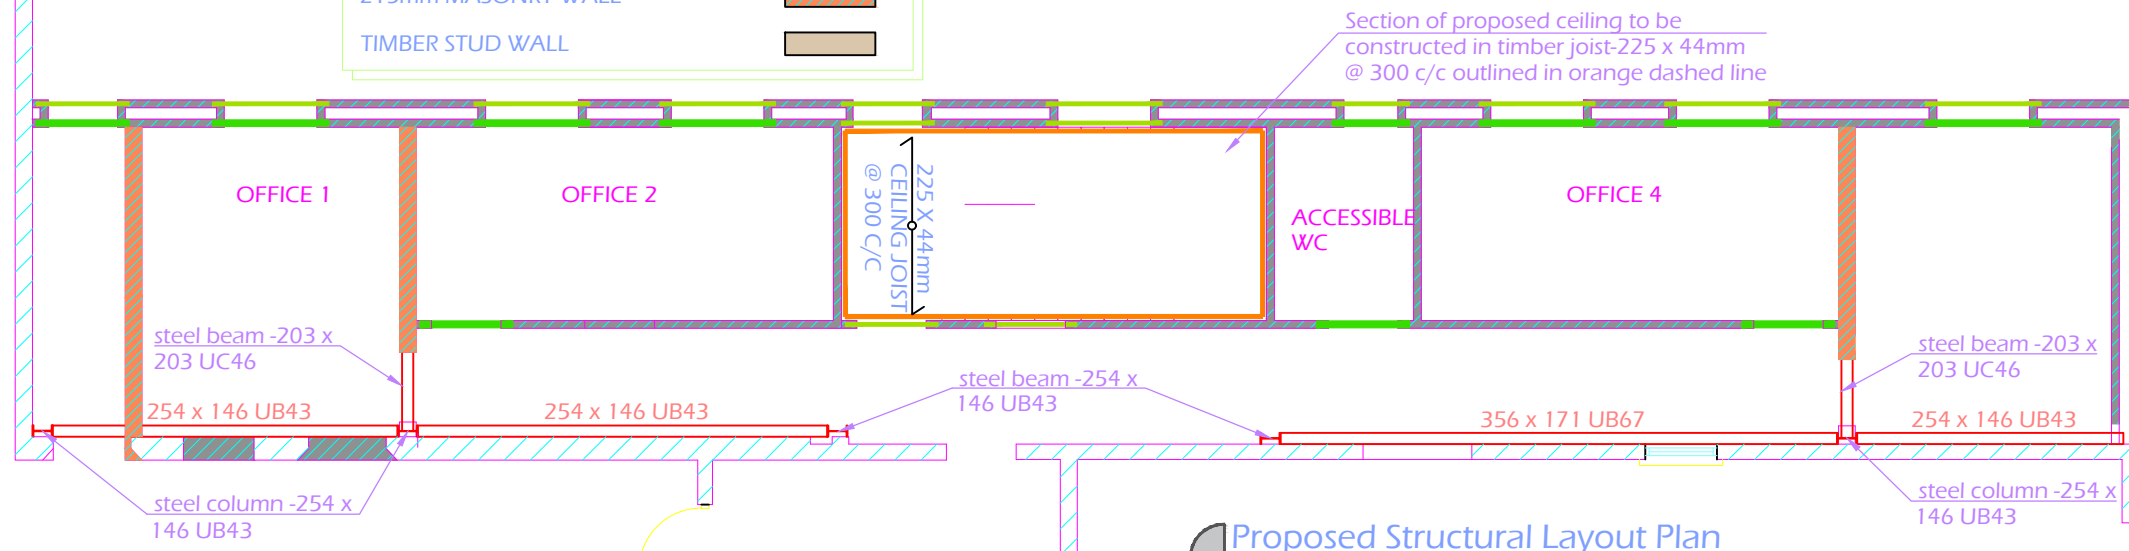 215mm MASONRY WALL
TIMBER STUD WALL
Section of proposed ceiling to be
constructed in timber joist-225 x 44mm
@ 300 c/c outlined in orange dashed line
OFFICE 1
OFFICE 2
225 X 44mm
CEILING JOIST
@ 300 C/C
ACCESSIBLE
WC
OFFICE 4
steel beam -203 x
203 UC46
steel beam -254 x
146 UB43
steel beam -203 x
203 UC46
254 x 146 UB43
254 x 146 UB43
356 x 171 UB67
254 x 146 UB43
steel column -254 x
146 UB43
steel column -254 x
146 UB43
Proposed Structural Layout Plan